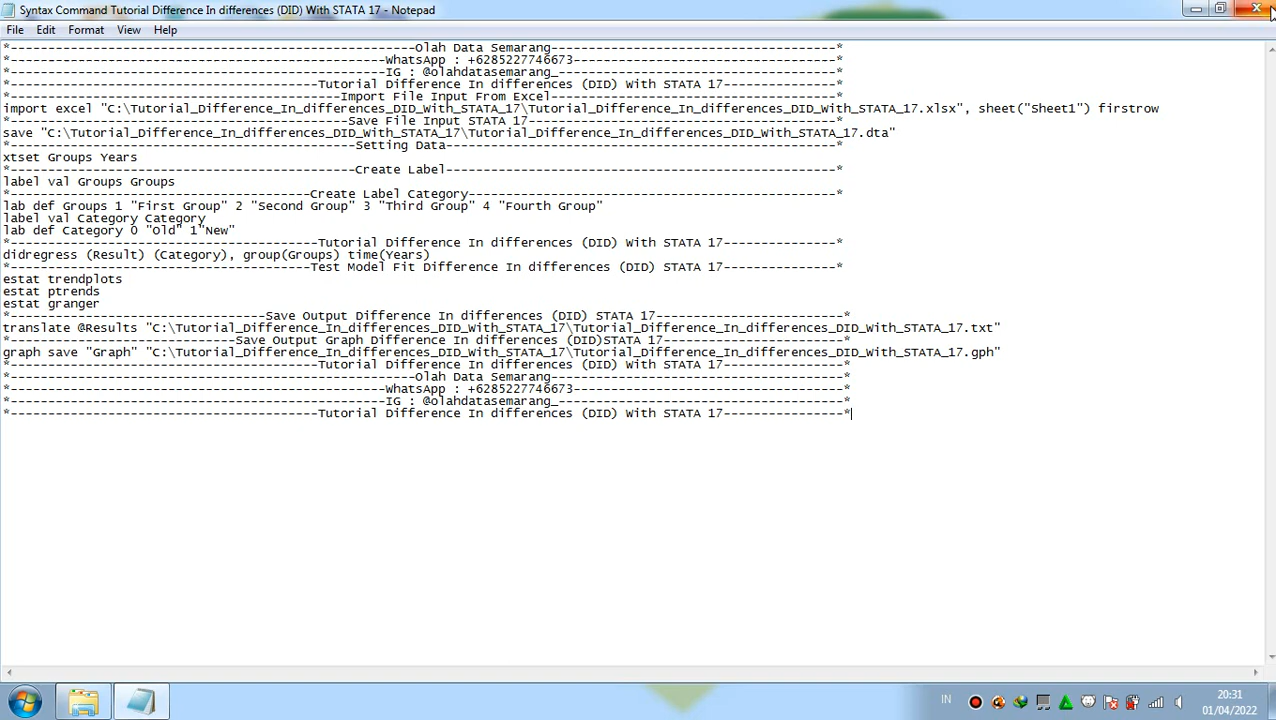 Syntax Command Tutorial Difference In differences (DID) With STATA 17 - Notepad
File Edit Format View Help
*------------------------------------------------------Olah Data Semarang--------------------------------------*
*--------------------------------------------------WhatsApp : +6285227746673-----------------------------------*
*--------------------------------------------------IG : @olahdatasemarang_-------------------------------------*
*-----------------------------------------Tutorial Difference In differences (DID) With STATA 17---------------*
*--------------------------------------------Import File Input From Excel--------------------------------------*
import excel "C:\Tutorial_Difference_In_differences_DID_With_STATA_17\Tutorial_Difference_In_differences_DID_With_STATA_17.xlsx", sheet("Sheet1") firstrow
*---------------------------------------------Save File Input STATA 17-----------------------------------------*
save "C:\Tutorial_Difference_In_differences_DID_With_STATA_17\Tutorial_Difference_In_differences_DID_With_STATA_17.dta"
*----------------------------------------------Setting Data----------------------------------------------------*
xtset Groups Years
*----------------------------------------------Create Label----------------------------------------------------*
label val Groups Groups
*----------------------------------------Create Label Category-------------------------------------------------*
lab def Groups 1 "First Group" 2 "Second Group" 3 "Third Group" 4 "Fourth Group"
label val Category Category
lab def Category 0 "Old" 1"New"
*-----------------------------------------Tutorial Difference In differences (DID) With STATA 17---------------*
didregress (Result) (Category), group(Groups) time(Years)
*----------------------------------------Test Model Fit Difference In differences (DID) STATA 17---------------*
estat trendplots
estat ptrends
estat granger
*----------------------------------Save Output Difference In differences (DID) STATA 17-------------------------*
translate @Results "C:\Tutorial_Difference_In_differences_DID_With_STATA_17\Tutorial_Difference_In_differences_DID_With_STATA_17.txt"
*------------------------------Save Output Graph Difference In differences (DID)STATA 17------------------------*
graph save "Graph" "C:\Tutorial_Difference_In_differences_DID_With_STATA_17\Tutorial_Difference_In_differences_DID_With_STATA_17.gph"
*-----------------------------------------Tutorial Difference In differences (DID) With STATA 17----------------*
*------------------------------------------------------Olah Data Semarang---------------------------------------*
*--------------------------------------------------WhatsApp : +6285227746673------------------------------------*
*--------------------------------------------------IG : @olahdatasemarang_--------------------------------------*
*-----------------------------------------Tutorial Difference In differences (DID) With STATA 17----------------*
IN
20:31
01/04/2022